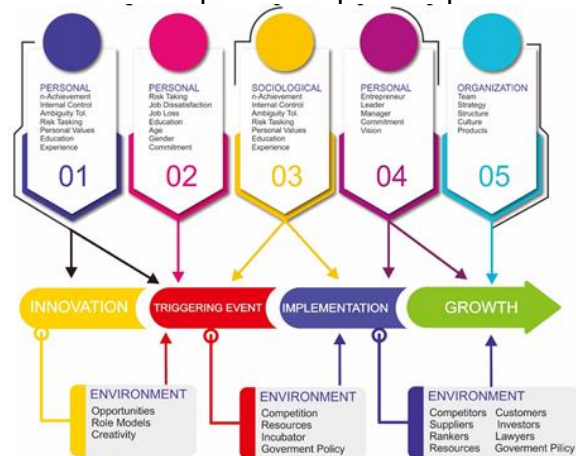 PERSONAL
n-Achievement
Internal Control
Ambiguity Tol.
Risk Tasking
Personal Values
Education
Experience
01
PERSONAL
Risk Taking
Job Dissatisfaction
Job Loss
Education
Age
Gender
Commitment
02
SOCIOLOGICAL
n-Achievement
Internal Control
Ambiguity Tol.
Risk Tasking
Personal Values
Education
Experience
03
PERSONAL
Entrepreneur
Leader
Manager
Commitment
Vision
04
ORGANIZATION
Team
Strategy
Structure
Culture
Products
05
INNOVATION
TRIGGERING EVENT
IMPLEMENTATION
GROWTH
ENVIRONMENT
Opportunities
Role Models
Creativity
ENVIRONMENT
Competition
Resources
Incubator
Goverment Policy
ENVIRONMENT
Competitors Customers
Suppliers Investors
Rankers Lawyers
Resources Goverment Pilicy